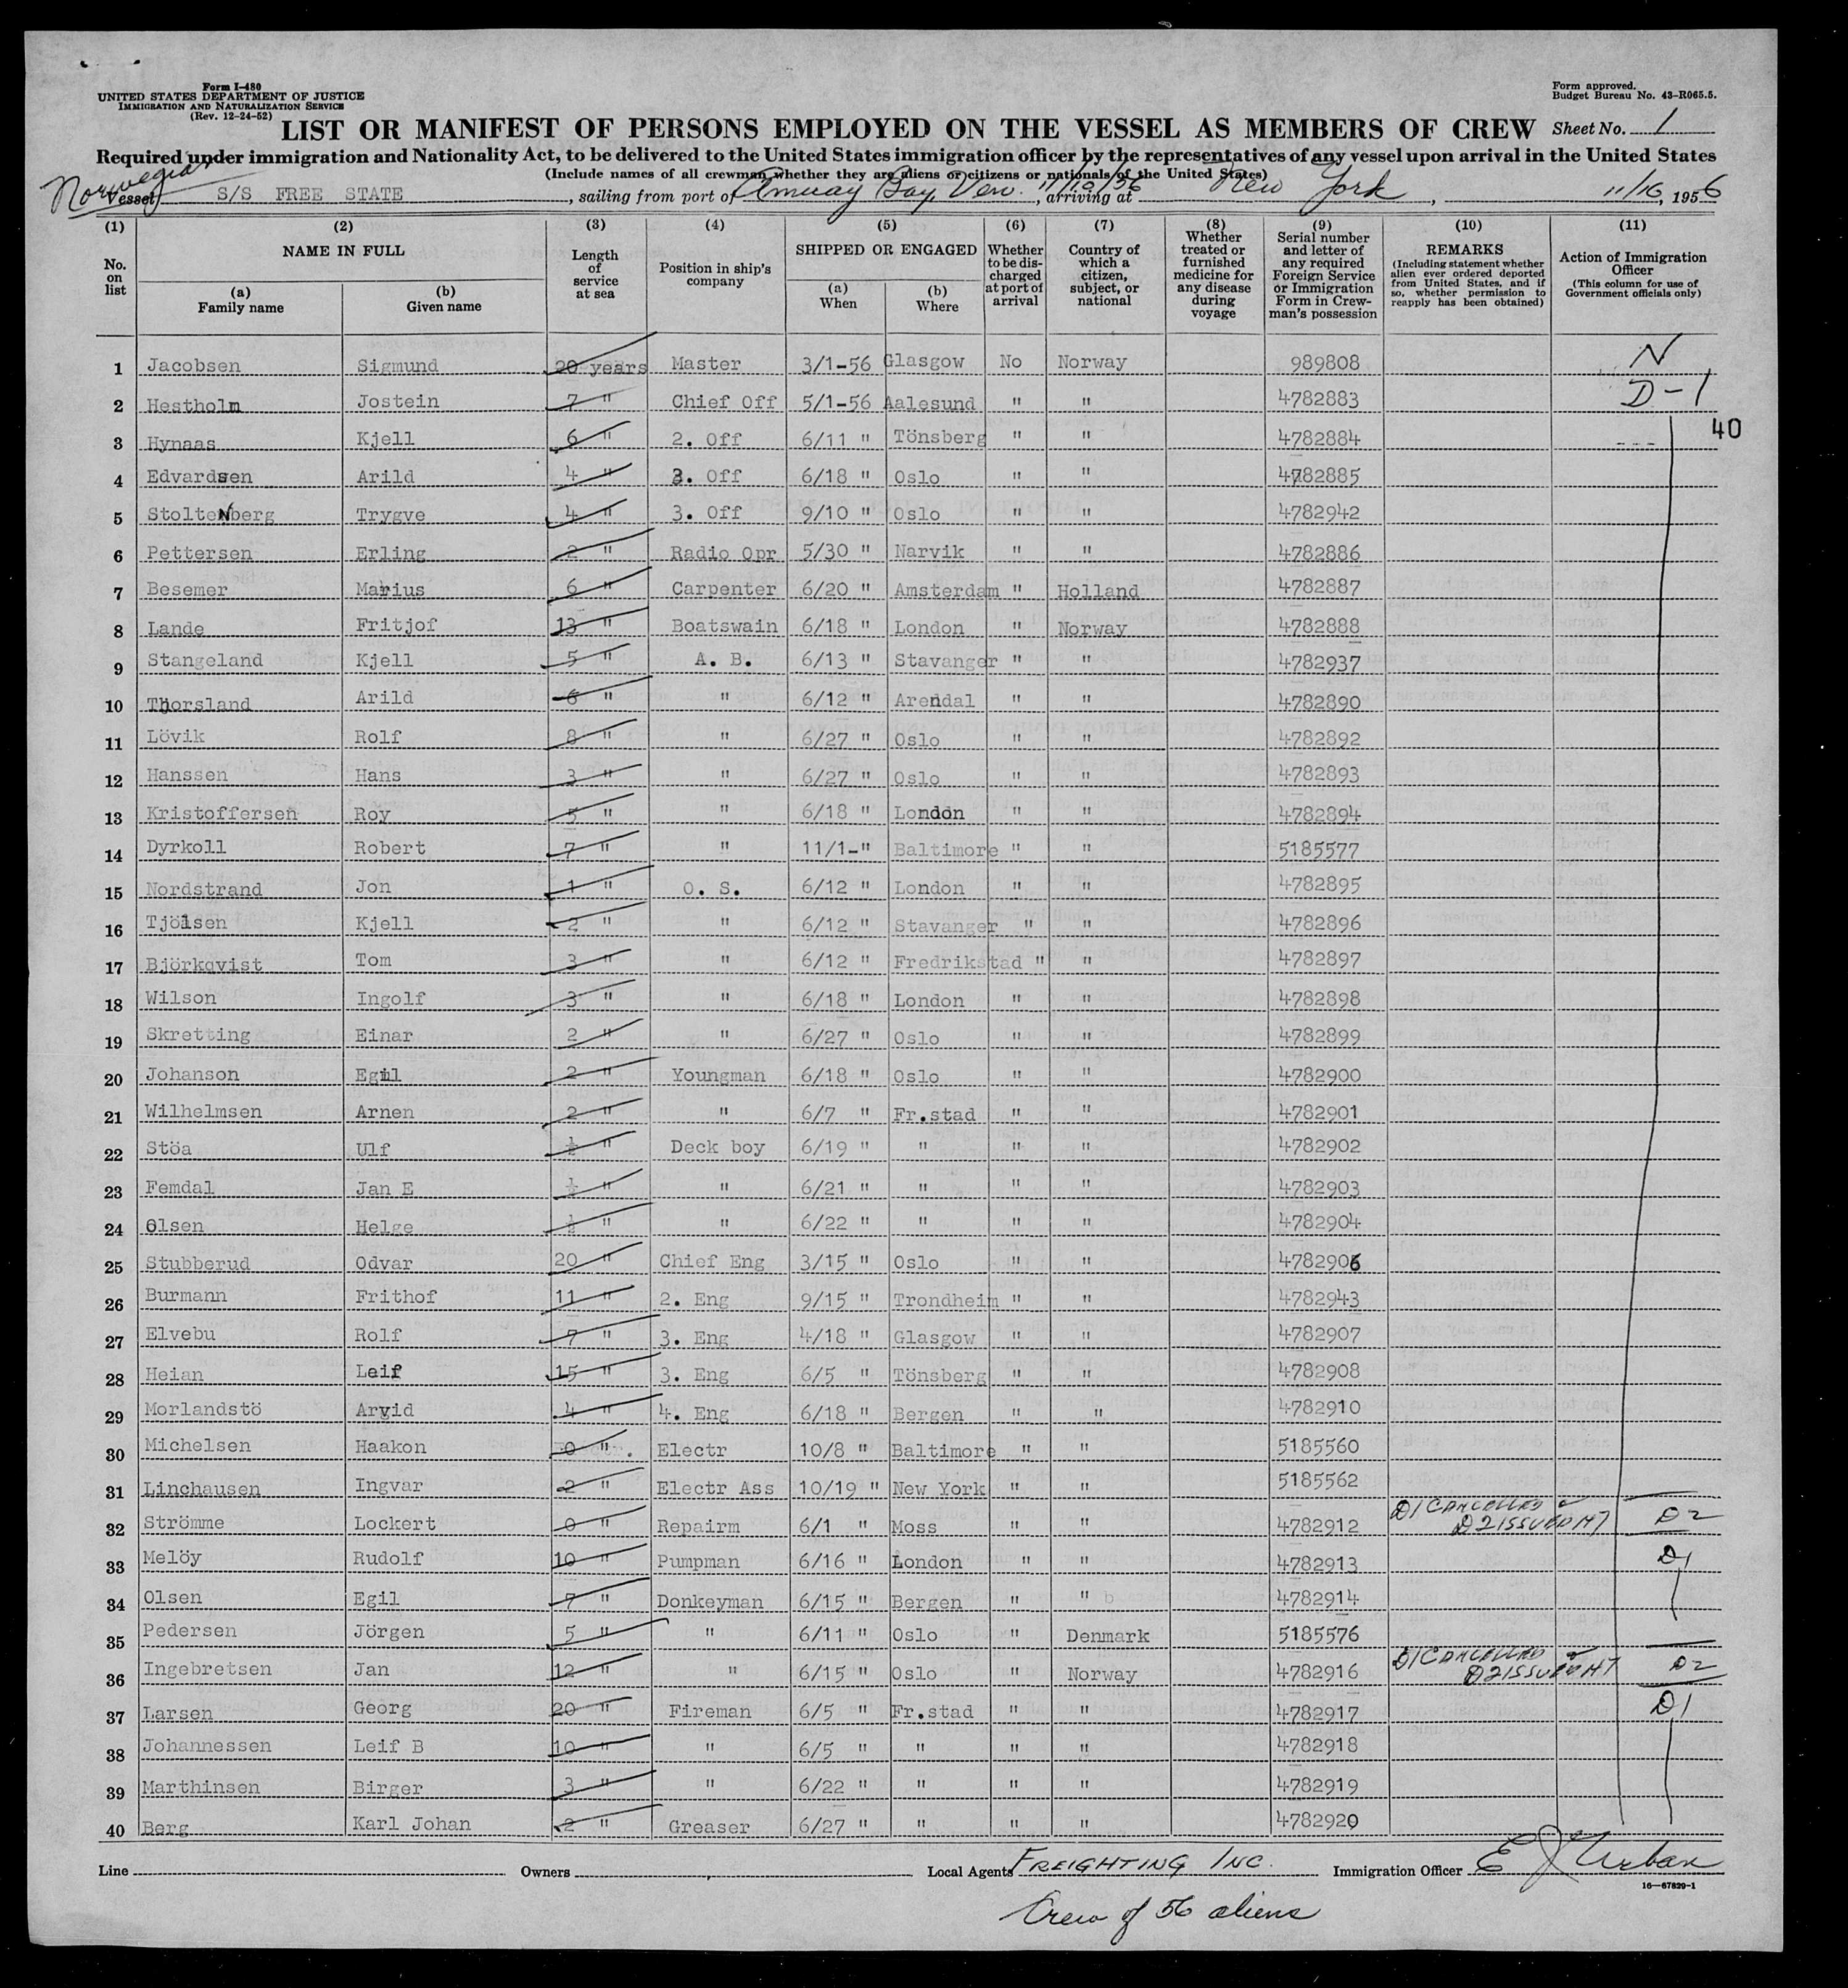 Form I-480
UNITED STATES DEPARTMENT OF JUSTICE
IMMIGRATION AND NATURALIZATION SERVICE
(Rev. 12-24-52)
Form approved.
Budget Bureau No. 43-R065.5.
LIST OR MANIFEST OF PERSONS EMPLOYED ON THE VESSEL AS MEMBERS OF CREW Sheet No. 1
Required under immigration and Nationality Act, to be delivered to the United States immigration officer by the representatives of any vessel upon arrival in the United States
(Include names of all crewman whether they are aliens or citizens or nationals of the United States)
Norwegian
Vessel S/S FREE STATE, sailing from port of Amuay Bay, Ven. 11/10/56, arriving at New York, 11/16, 1956
(1) (2) (3) (4) (5) (6) (7) (8) (9) (10) (11)
No. on list
NAME IN FULL
(a) Family name
(b) Given name
Length of service at sea
Position in ship's company
SHIPPED OR ENGAGED
(a) When
(b) Where
Whether to be discharged at port of arrival
Country of which a citizen, subject, or national
Whether treated or furnished medicine for any disease during voyage
Serial number and letter of any required Foreign Service or Immigration Form in Crewman's possession
REMARKS
(Including statement whether alien ever ordered deported from United States, and if so, whether permission to reapply has been obtained)
Action of Immigration Officer
(This column for use of Government officials only)
1 Jacobsen Sigmund 20 years Master 3/1-56 Glasgow No Norway 989808 N
2 Hestholm Jostein 7 " Chief Off 5/1-56 Aalesund " " 4782883 D-1
3 Hynaas Kjell 6 " 2. Off 6/11 " Tönsberg " " 4782884 40
4 Edvardsen Arild 4 " 3. Off 6/18 " Oslo " " 4782885
5 Stoltenberg Trygve 4 " 3. Off 9/10 " Oslo " " 4782942
6 Pettersen Erling 2 " Radio Opr 5/30 " Narvik " " 4782886
7 Besemer Marius 6 " Carpenter 6/20 " Amsterdam " Holland 4782887
8 Lande Fritjof 13 " Boatswain 6/18 " London " Norway 4782888
9 Stangeland Kjell 5 " A. B. 6/13 " Stavanger " " 4782937
10 Thorsland Arild 6 " " 6/12 " Arendal " " 4782890
11 Lövik Rolf 8 " " 6/27 " Oslo " " 4782892
12 Hanssen Hans 3 " " 6/27 " Oslo " " 4782893
13 Kristoffersen Roy 5 " " 6/18 " London " " 4782894
14 Dyrkoll Robert 7 " " 11/1-" Baltimore " " 5185577
15 Nordstrand Jon 1 " O. S. 6/12 " London " " 4782895
16 Tjölsen Kjell 2 " " 6/12 " Stavanger " " 4782896
17 Björkqvist Tom 3 " " 6/12 " Fredrikstad " " 4782897
18 Wilson Ingolf 3 " " 6/18 " London " " 4782898
19 Skretting Einar 2 " " 6/27 " Oslo " " 4782899
20 Johanson Egil 2 " Youngman 6/18 " Oslo " " 4782900
21 Wilhelmsen Arnen 2 " " 6/7 " Fr.stad " " 4782901
22 Stöa Ulf ½ " Deck boy 6/19 " " " " 4782902
23 Femdal Jan E ½ " " 6/21 " " " " 4782903
24 Olsen Helge ½ " " 6/22 " " " " 4782904
25 Stubberud Odvar 20 " Chief Eng 3/15 " Oslo " " 4782906
26 Burmann Frithof 11 " 2. Eng 9/15 " Trondheim " " 4782943
27 Elvebu Rolf 7 " 3. Eng 4/18 " Glasgow " " 4782907
28 Heian Leif 15 " 3. Eng 6/5 " Tönsberg " " 4782908
29 Morlandstö Arvid 4 " 4. Eng 6/18 " Bergen " " 4782910
30 Michelsen Haakon 0 " Electr 10/8 " Baltimore " " 5185560
31 Linchausen Ingvar 2 " Electr Ass 10/19 " New York " " 5185562
32 Strömme Lockert 0 " Repairm 6/1 " Moss " " 4782912 D1 CANCELLED & D2 ISSUED AT D2
33 Melöy Rudolf 10 " Pumpman 6/16 " London " " 4782913 D1
34 Olsen Egil 7 " Donkeyman 6/15 " Bergen " " 4782914
35 Pedersen Jörgen 5 " " 6/11 " Oslo " Denmark 5185576
36 Ingebretsen Jan 12 " " 6/15 " Oslo " Norway 4782916 D1 CANCELLED & D2 ISSUED AT D2
37 Larsen Georg 20 " Fireman 6/5 " Fr.stad " " 4782917 D1
38 Johannessen Leif B 10 " " 6/5 " " " " 4782918
39 Marthinsen Birger 3 " " 6/22 " " " " 4782919
40 Berg Karl Johan 2 " Greaser 6/27 " " " " 4782920
Line Owners Local Agents FREIGHTING INC. Immigration Officer E J Urban
16—67829-1
Crew of 56 aliens